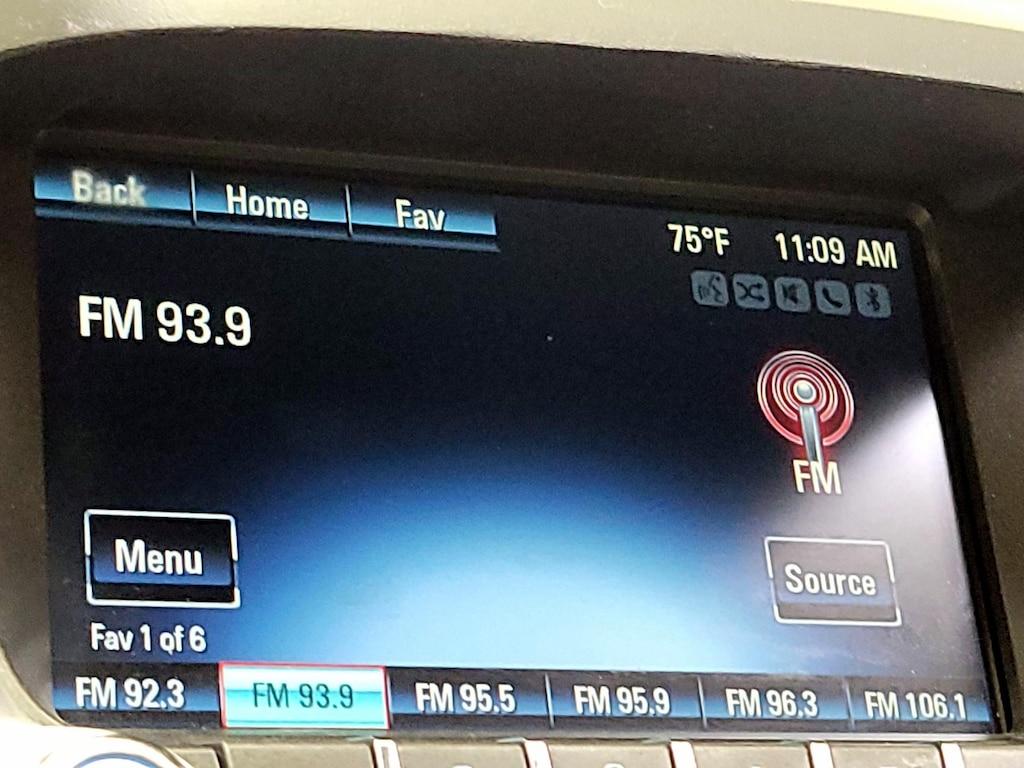 Back Home Fav
75°F 11:09 AM
FM 93.9
FM
Menu
Source
Fav 1 of 6
FM 92.3 FM 93.9 FM 95.5 FM 95.9 FM 96.3 FM 106.1